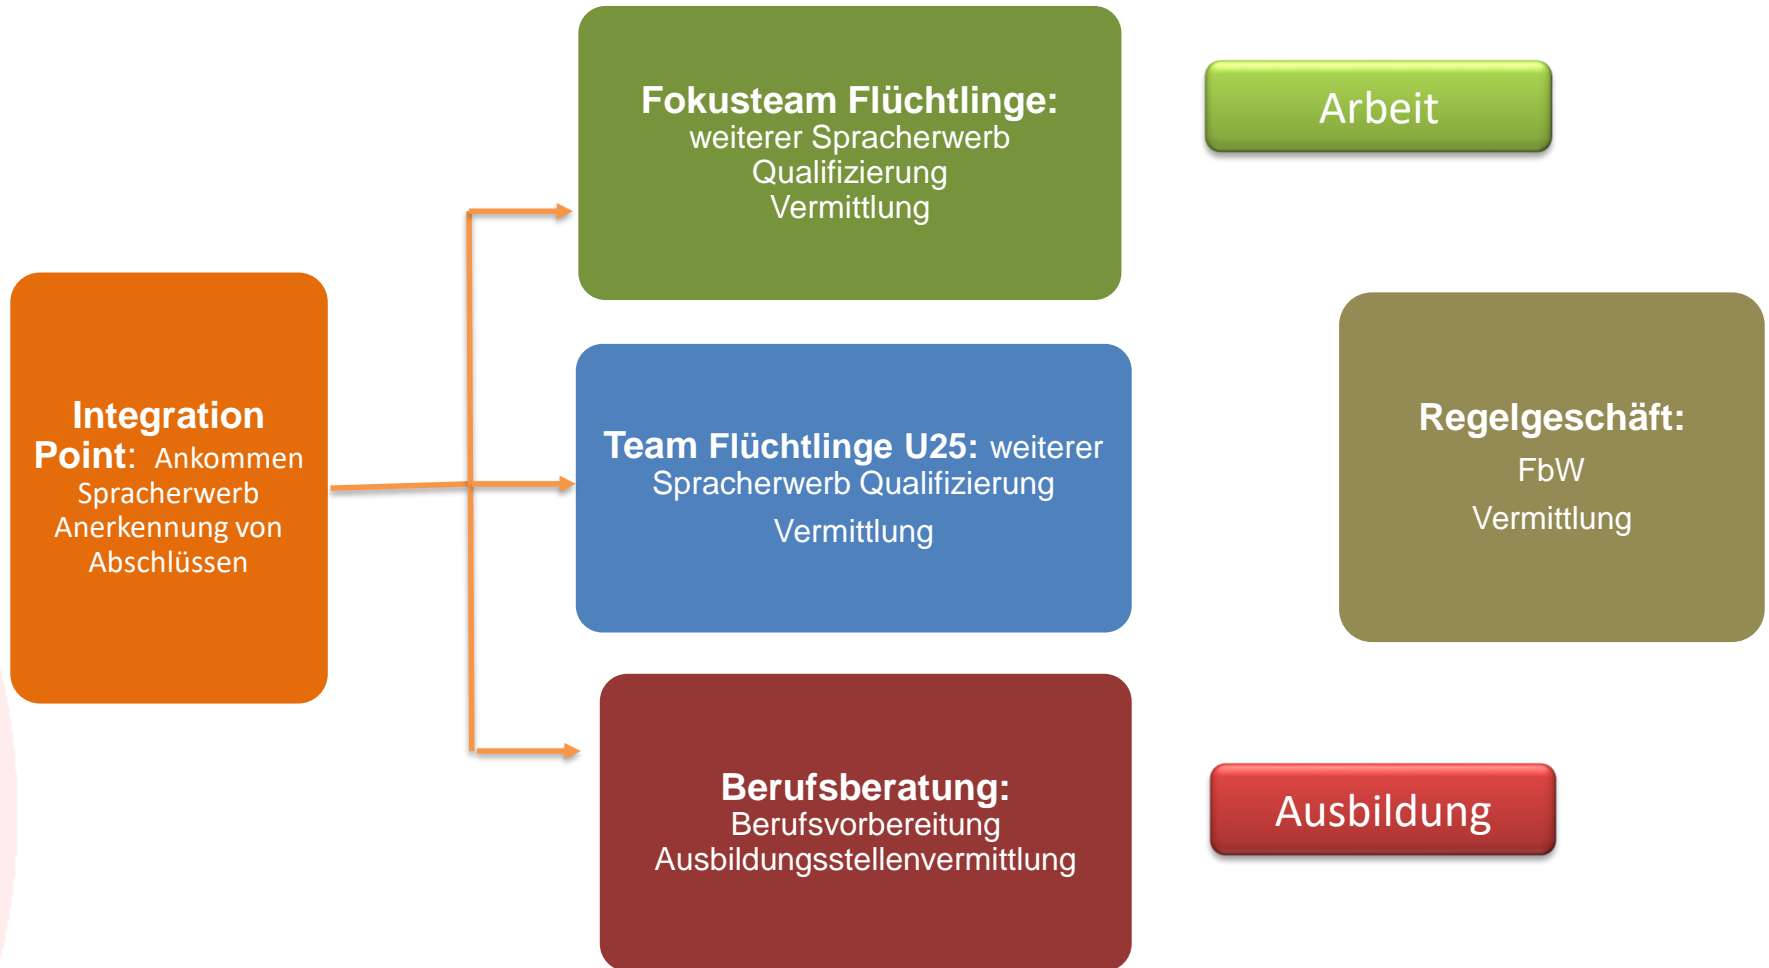 Integration
Point: Ankommen
Spracherwerb
Anerkennung von
Abschlüssen
Fokusteam Flüchtlinge:
weiterer Spracherwerb
Qualifizierung
Vermittlung
Team Flüchtlinge U25: weiterer
Spracherwerb Qualifizierung
Vermittlung
Berufsberatung:
Berufsvorbereitung
Ausbildungsstellenvermittlung
Arbeit
Regelgeschäft:
FbW
Vermittlung
Ausbildung